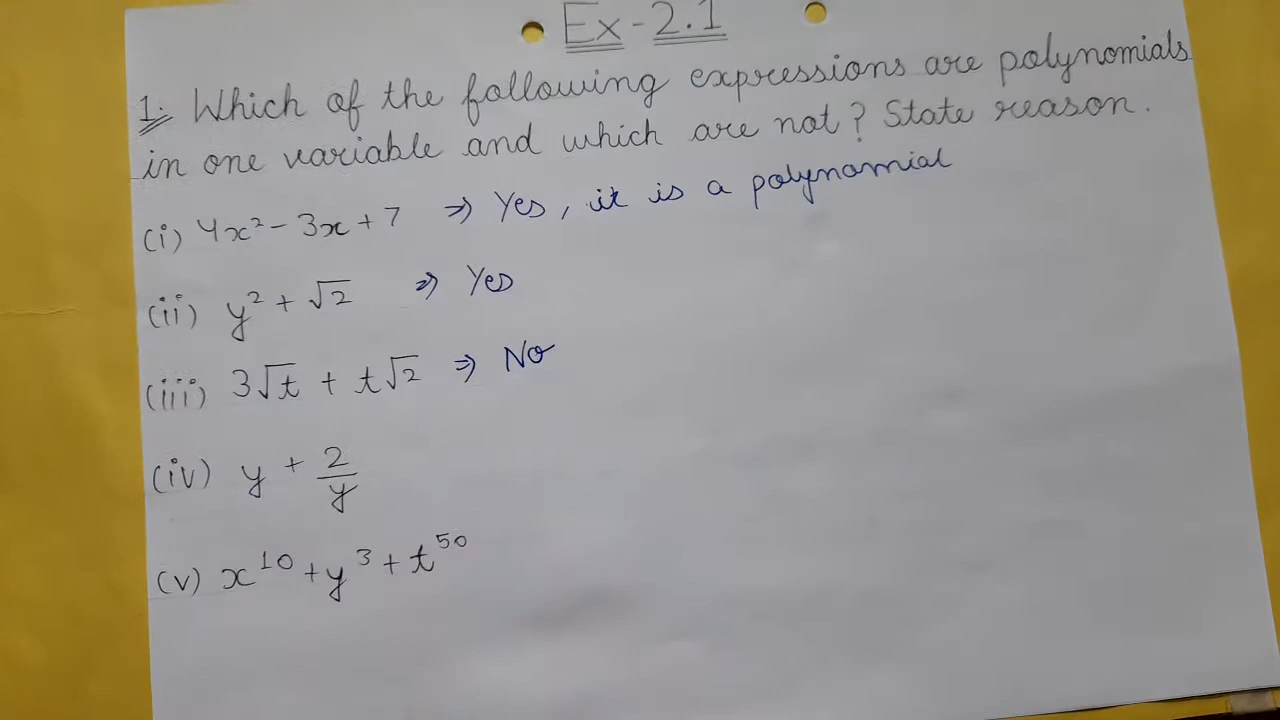 Ex-2.1
1. Which of the following expressions are polynomials
in one variable and which are not? State reason.
(i) 4x² - 3x + 7 ⇒ Yes, it is a polynomial
(ii) y² + √2 ⇒ Yes
(iii) 3√t + t√2 ⇒ No
(iv) y + 2/y
(v) x¹⁰ + y³ + t⁵⁰